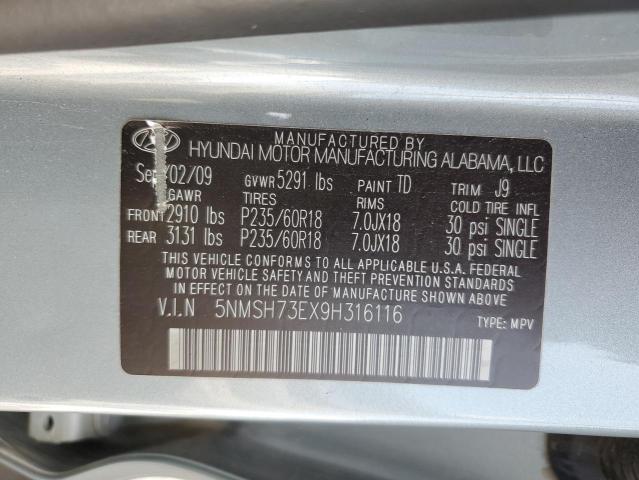 MANUFACTURED BY
HYUNDAI MOTOR MANUFACTURING ALABAMA, LLC
Sep/02/09 GVWR 5291 lbs PAINT TD TRIM J9
GAWR TIRES RIMS COLD TIRE INFL
FRONT 2910 lbs P235/60R18 7.0JX18 30 psi SINGLE
REAR 3131 lbs P235/60R18 7.0JX18 30 psi SINGLE
THIS VEHICLE CONFORMS TO ALL APPLICABLE U.S.A. FEDERAL
MOTOR VEHICLE SAFETY AND THEFT PREVENTION STANDARDS
IN EFFECT ON THE DATE OF MANUFACTURE SHOWN ABOVE.
V.I.N 5NMSH73EX9H316116
TYPE: MPV